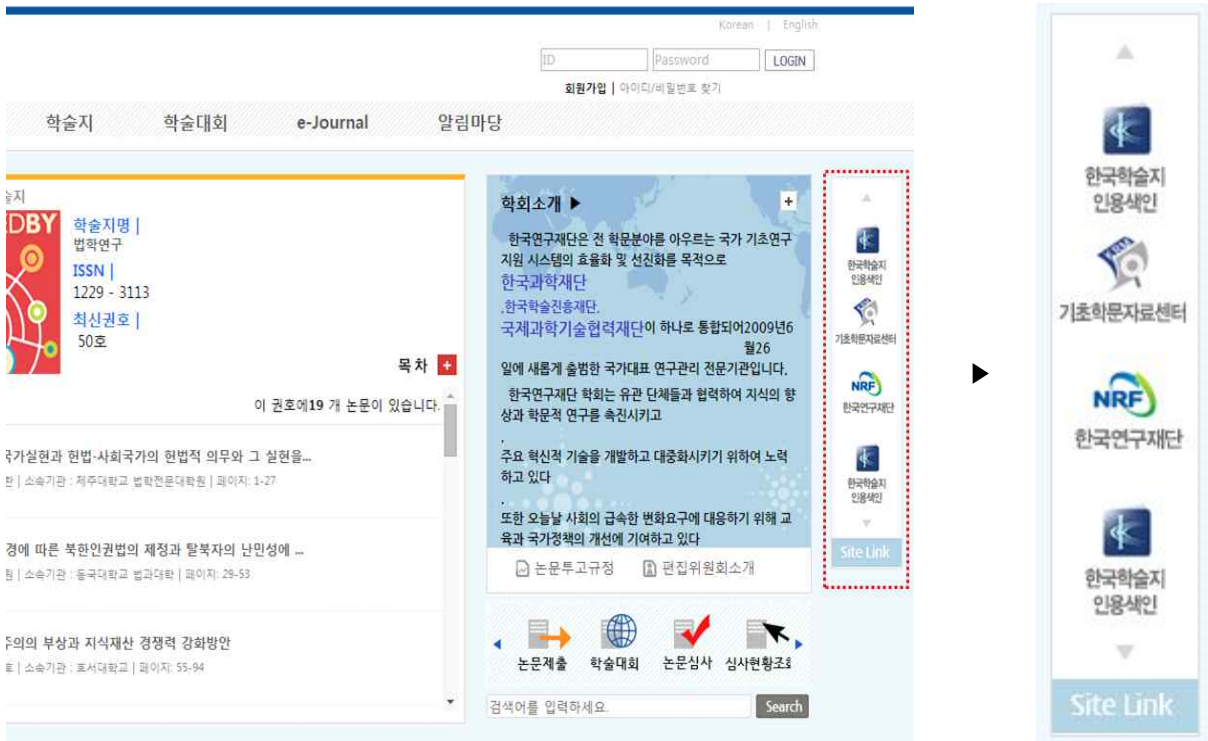 Korean | English
ID Password LOGIN
회원가입 | 아이디/비밀번호 찾기
학술지 학술대회 e-Journal 알림마당
술지
DBY
학술지명 |
법학연구
ISSN |
1229 - 3113
최신권호 |
50호
목차 +
이 권호에19 개 논문이 있습니다.
국가실현과 헌법-사회국가의 헌법적 의무와 그 실현을...
| 소속기관 : 제주대학교 법학전문대학원 | 페이지: 1-27
경에 따른 북한인권법의 제정과 탈북자의 난민성에 ...
| 소속기관 : 동국대학교 법과대학 | 페이지: 29-53
주의의 부상과 지식재산 경쟁력 강화방안
| 소속기관 : 호서대학교 | 페이지: 55-94
학회소개 ▶ +
한국연구재단은 전 학문분야를 아우르는 국가 기초연구
지원 시스템의 효율화 및 선진화를 목적으로
한국과학재단
.한국학술진흥재단.
국제과학기술협력재단이 하나로 통합되어2009년6
월26
일에 새롭게 출범한 국가대표 연구관리 전문기관입니다.
한국연구재단 학회는 유관 단체들과 협력하여 지식의 향
상과 학문적 연구를 촉진시키고
.
주요 혁신적 기술을 개발하고 대중화시키기 위하여 노력
하고 있다
.
또한 오늘날 사회의 급속한 변화요구에 대응하기 위해 교
육과 국가정책의 개선에 기여하고 있다
논문투고규정 편집위원회소개
논문제출 학술대회 논문심사 심사현황조회
검색어를 입력하세요. Search
한국학술지
인용색인
기초학문자료센터
NRF
한국연구재단
한국학술지
인용색인
Site Link
한국학술지
인용색인
기초학문자료센터
NRF
한국연구재단
한국학술지
인용색인
Site Link